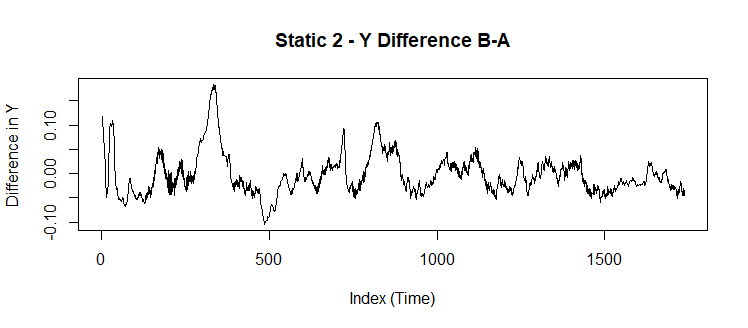 Static 2 - Y Difference B-A
Difference in Y
0.10
0.00
-0.10
0
500
1000
1500
Index (Time)